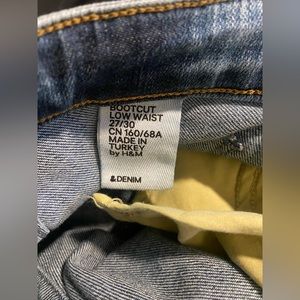 BOOTCUT
LOW WAIST
27/30
CN 160/68A
MADE IN
TURKEY
by H&M
&DENIM